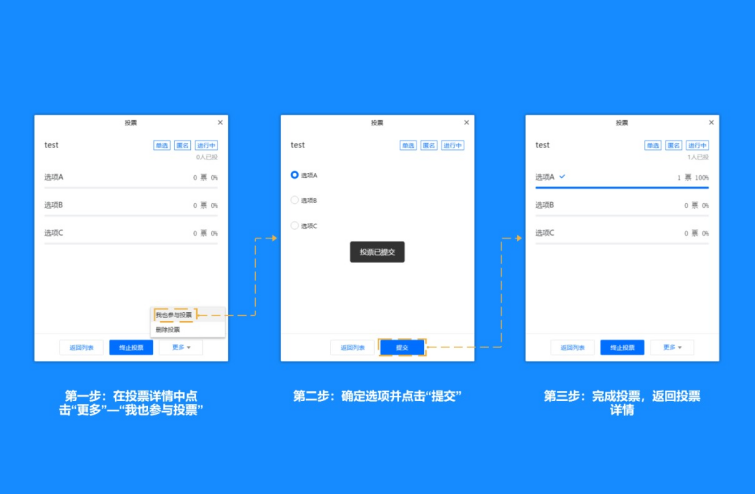 投票
test
单选 匿名 进行中
0人已投
选项A 0 票 0%
选项B 0 票 0%
选项C 0 票 0%
我也参与投票
删除投票
返回列表 终止投票 更多
第一步：在投票详情中点
击“更多”—“我也参与投票”
投票
test
单选 匿名 进行中
选项A
选项B
选项C
投票已提交
返回列表 提交
第二步：确定选项并点击“提交”
投票
test
单选 匿名 进行中
1人已投
选项A 1 票 100%
选项B 0 票 0%
选项C 0 票 0%
返回列表 终止投票 更多
第三步：完成投票，返回投票
详情